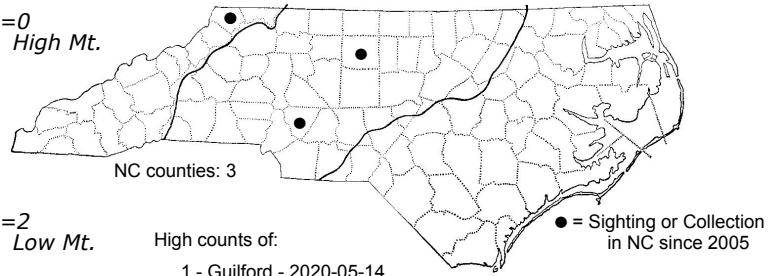 =0
High Mt.
NC counties: 3
=2
Low Mt.
High counts of:
1 - Guilford - 2020-05-14
● = Sighting or Collection
in NC since 2005